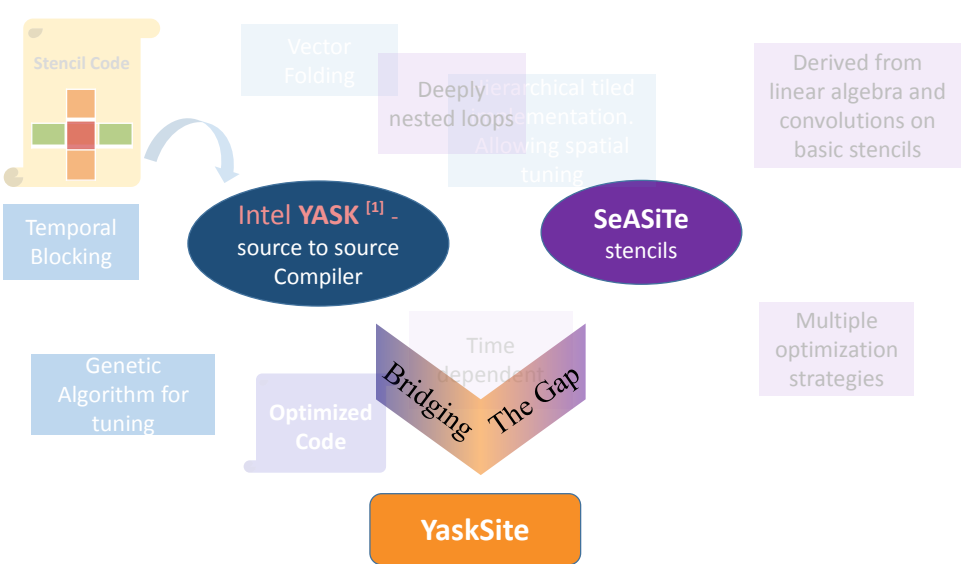 Stencil Code
Vector
Folding
Deeply
nested loops
Hierarchical tiled
implementation.
Allowing spatial
tuning
Derived from
linear algebra and
convolutions on
basic stencils
Temporal
Blocking
Intel YASK [1] -
source to source
Compiler
SeASiTe
stencils
Genetic
Algorithm for
tuning
Optimized
Code
Time
dependent
Bridging
The Gap
Multiple
optimization
strategies
YaskSite